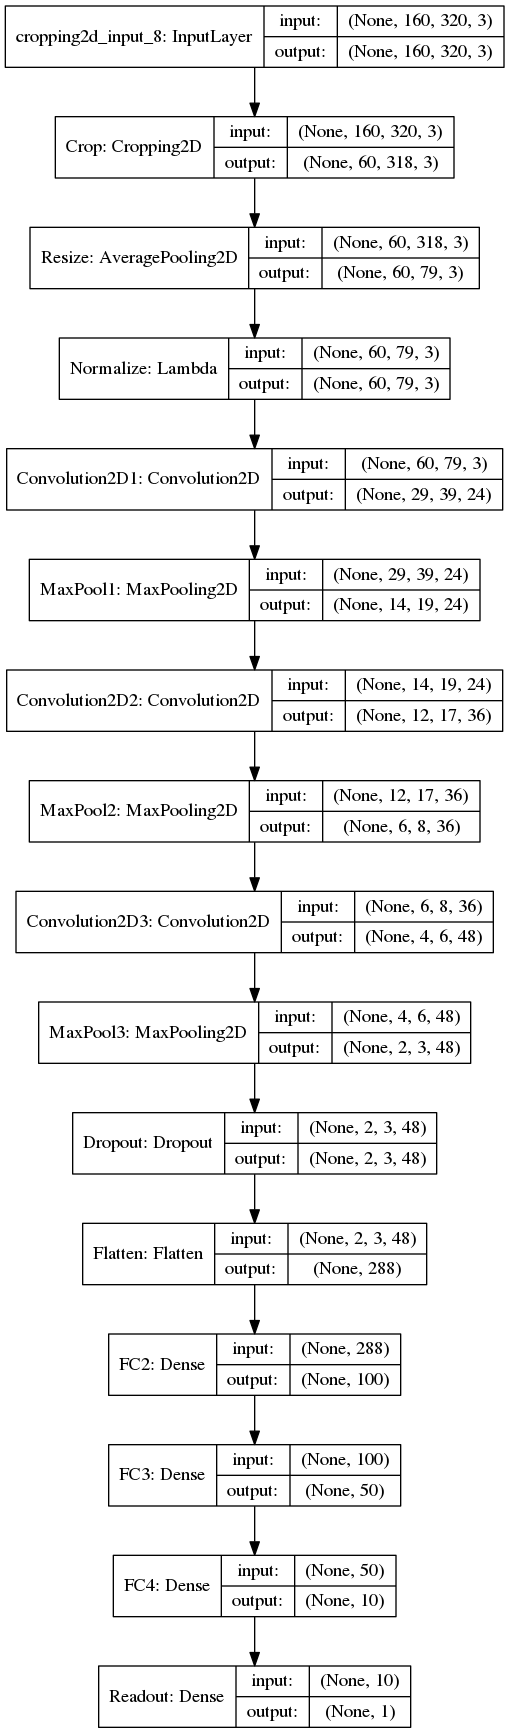 cropping2d_input_8: InputLayer
input: (None, 160, 320, 3)
output: (None, 160, 320, 3)
Crop: Cropping2D
input: (None, 160, 320, 3)
output: (None, 60, 318, 3)
Resize: AveragePooling2D
input: (None, 60, 318, 3)
output: (None, 60, 79, 3)
Normalize: Lambda
input: (None, 60, 79, 3)
output: (None, 60, 79, 3)
Convolution2D1: Convolution2D
input: (None, 60, 79, 3)
output: (None, 29, 39, 24)
MaxPool1: MaxPooling2D
input: (None, 29, 39, 24)
output: (None, 14, 19, 24)
Convolution2D2: Convolution2D
input: (None, 14, 19, 24)
output: (None, 12, 17, 36)
MaxPool2: MaxPooling2D
input: (None, 12, 17, 36)
output: (None, 6, 8, 36)
Convolution2D3: Convolution2D
input: (None, 6, 8, 36)
output: (None, 4, 6, 48)
MaxPool3: MaxPooling2D
input: (None, 4, 6, 48)
output: (None, 2, 3, 48)
Dropout: Dropout
input: (None, 2, 3, 48)
output: (None, 2, 3, 48)
Flatten: Flatten
input: (None, 2, 3, 48)
output: (None, 288)
FC2: Dense
input: (None, 288)
output: (None, 100)
FC3: Dense
input: (None, 100)
output: (None, 50)
FC4: Dense
input: (None, 50)
output: (None, 10)
Readout: Dense
input: (None, 10)
output: (None, 1)